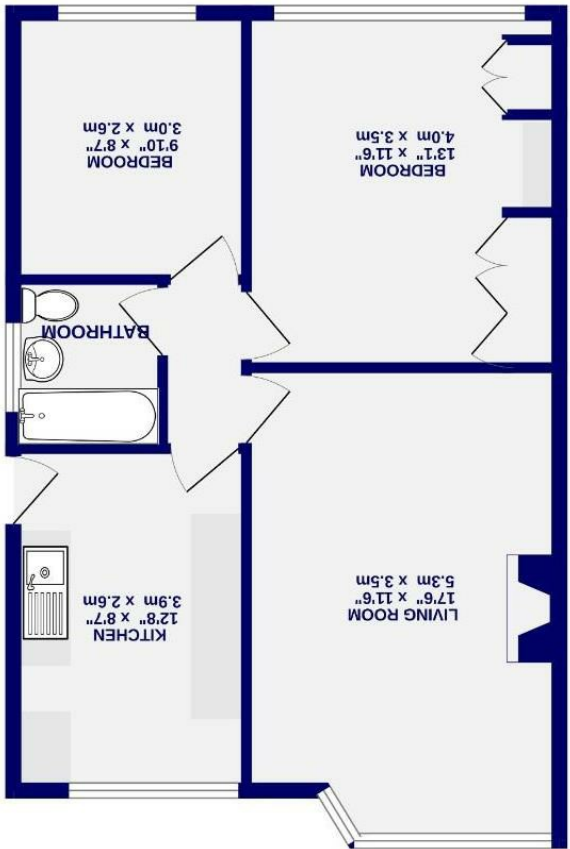 LIVING ROOM
17'6" x 11'6"
5.3m x 3.5m
KITCHEN
12'8" x 8'7"
3.9m x 2.6m
BATHROOM
BEDROOM
13'1" x 11'6"
4.0m x 3.5m
BEDROOM
9'10" x 8'7"
3.0m x 2.6m